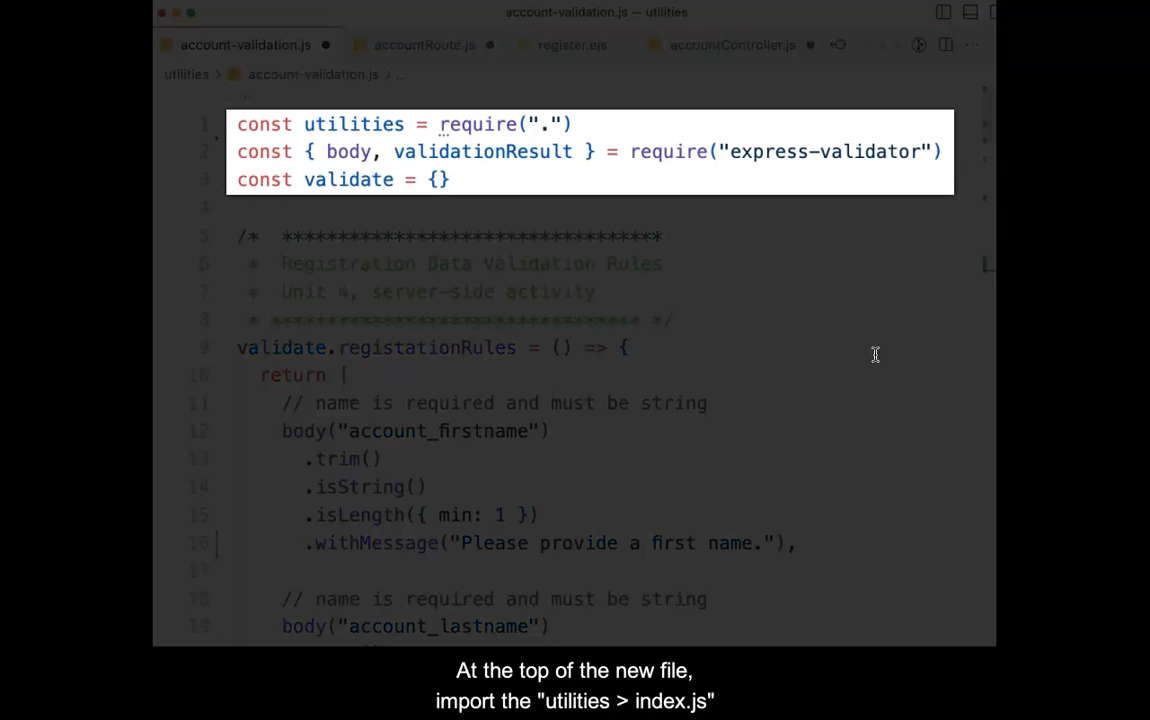 account-validation.js — utilities
account-validation.js accountRoute.js register.ejs accountController.js
utilities > account-validation.js > ...
1 const utilities = require(".")
2 const { body, validationResult } = require("express-validator")
3 const validate = {}
4
5 /* **********************************
6 * Registration Data Validation Rules
7 * Unit 4, server-side activity
8 * ********************************* */
9 validate.registationRules = () => {
10 return [
11 // name is required and must be string
12 body("account_firstname")
13 .trim()
14 .isString()
15 .isLength({ min: 1 })
16 .withMessage("Please provide a first name."),
17
18 // name is required and must be string
19 body("account_lastname")
At the top of the new file,
import the "utilities > index.js"